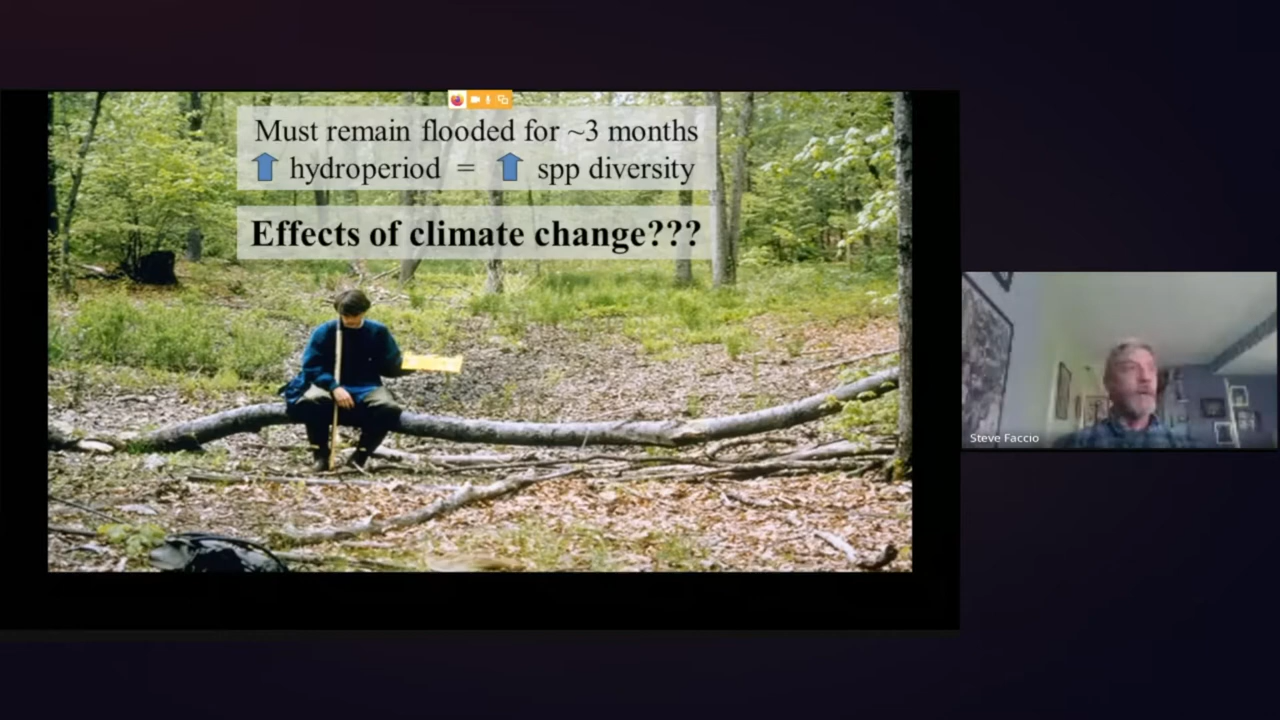 Must remain flooded for ~3 months
⬆ hydroperiod = ⬆ spp diversity
Effects of climate change???
Steve Faccio